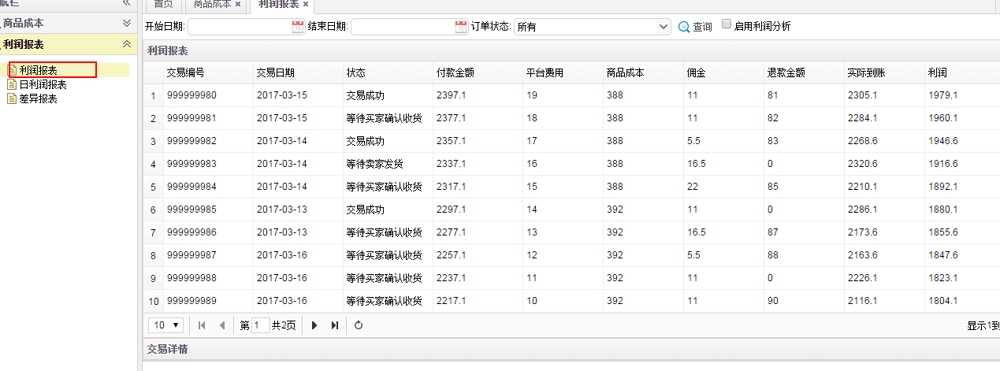 航栏
商品成本
利润报表
利润报表
日利润报表
差异报表
首页 商品成本 利润报表
开始日期: 结束日期: 订单状态: 所有 查询 启用利润分析
利润报表
交易编号 交易日期 状态 付款金额 平台费用 商品成本 佣金 退款金额 实际到账 利润
1 999999980 2017-03-15 交易成功 2397.1 19 388 11 81 2305.1 1979.1
2 999999981 2017-03-15 等待买家确认收货 2377.1 18 388 11 82 2284.1 1960.1
3 999999982 2017-03-14 交易成功 2357.1 17 388 5.5 83 2268.6 1946.6
4 999999983 2017-03-14 等待卖家发货 2337.1 16 388 16.5 0 2320.6 1916.6
5 999999984 2017-03-14 等待买家确认收货 2317.1 15 388 22 85 2210.1 1892.1
6 999999985 2017-03-13 交易成功 2297.1 14 392 11 0 2286.1 1880.1
7 999999986 2017-03-13 等待买家确认收货 2277.1 13 392 16.5 87 2173.6 1855.6
8 999999987 2017-03-16 等待买家确认收货 2257.1 12 392 5.5 88 2163.6 1847.6
9 999999988 2017-03-16 等待买家确认收货 2237.1 11 392 11 0 2226.1 1823.1
10 999999989 2017-03-16 等待买家确认收货 2217.1 10 392 11 90 2116.1 1804.1
10 第 1 共2页 显示1到
交易详情